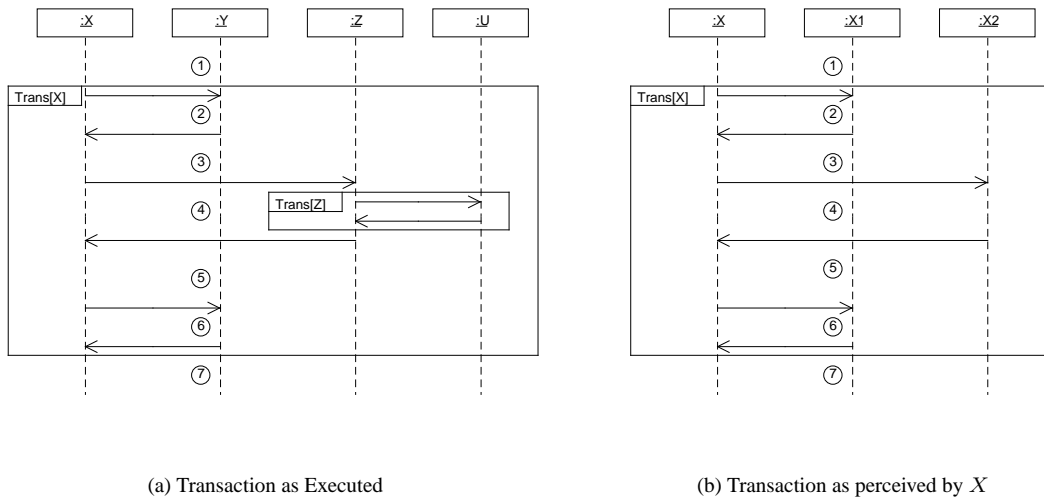 :X :Y :Z :U :X :X1 :X2
① ①
Trans[X] Trans[X]
② ②
③ ③
Trans[Z]
④ ④
⑤ ⑤
⑥ ⑥
⑦ ⑦
(a) Transaction as Executed (b) Transaction as perceived by X